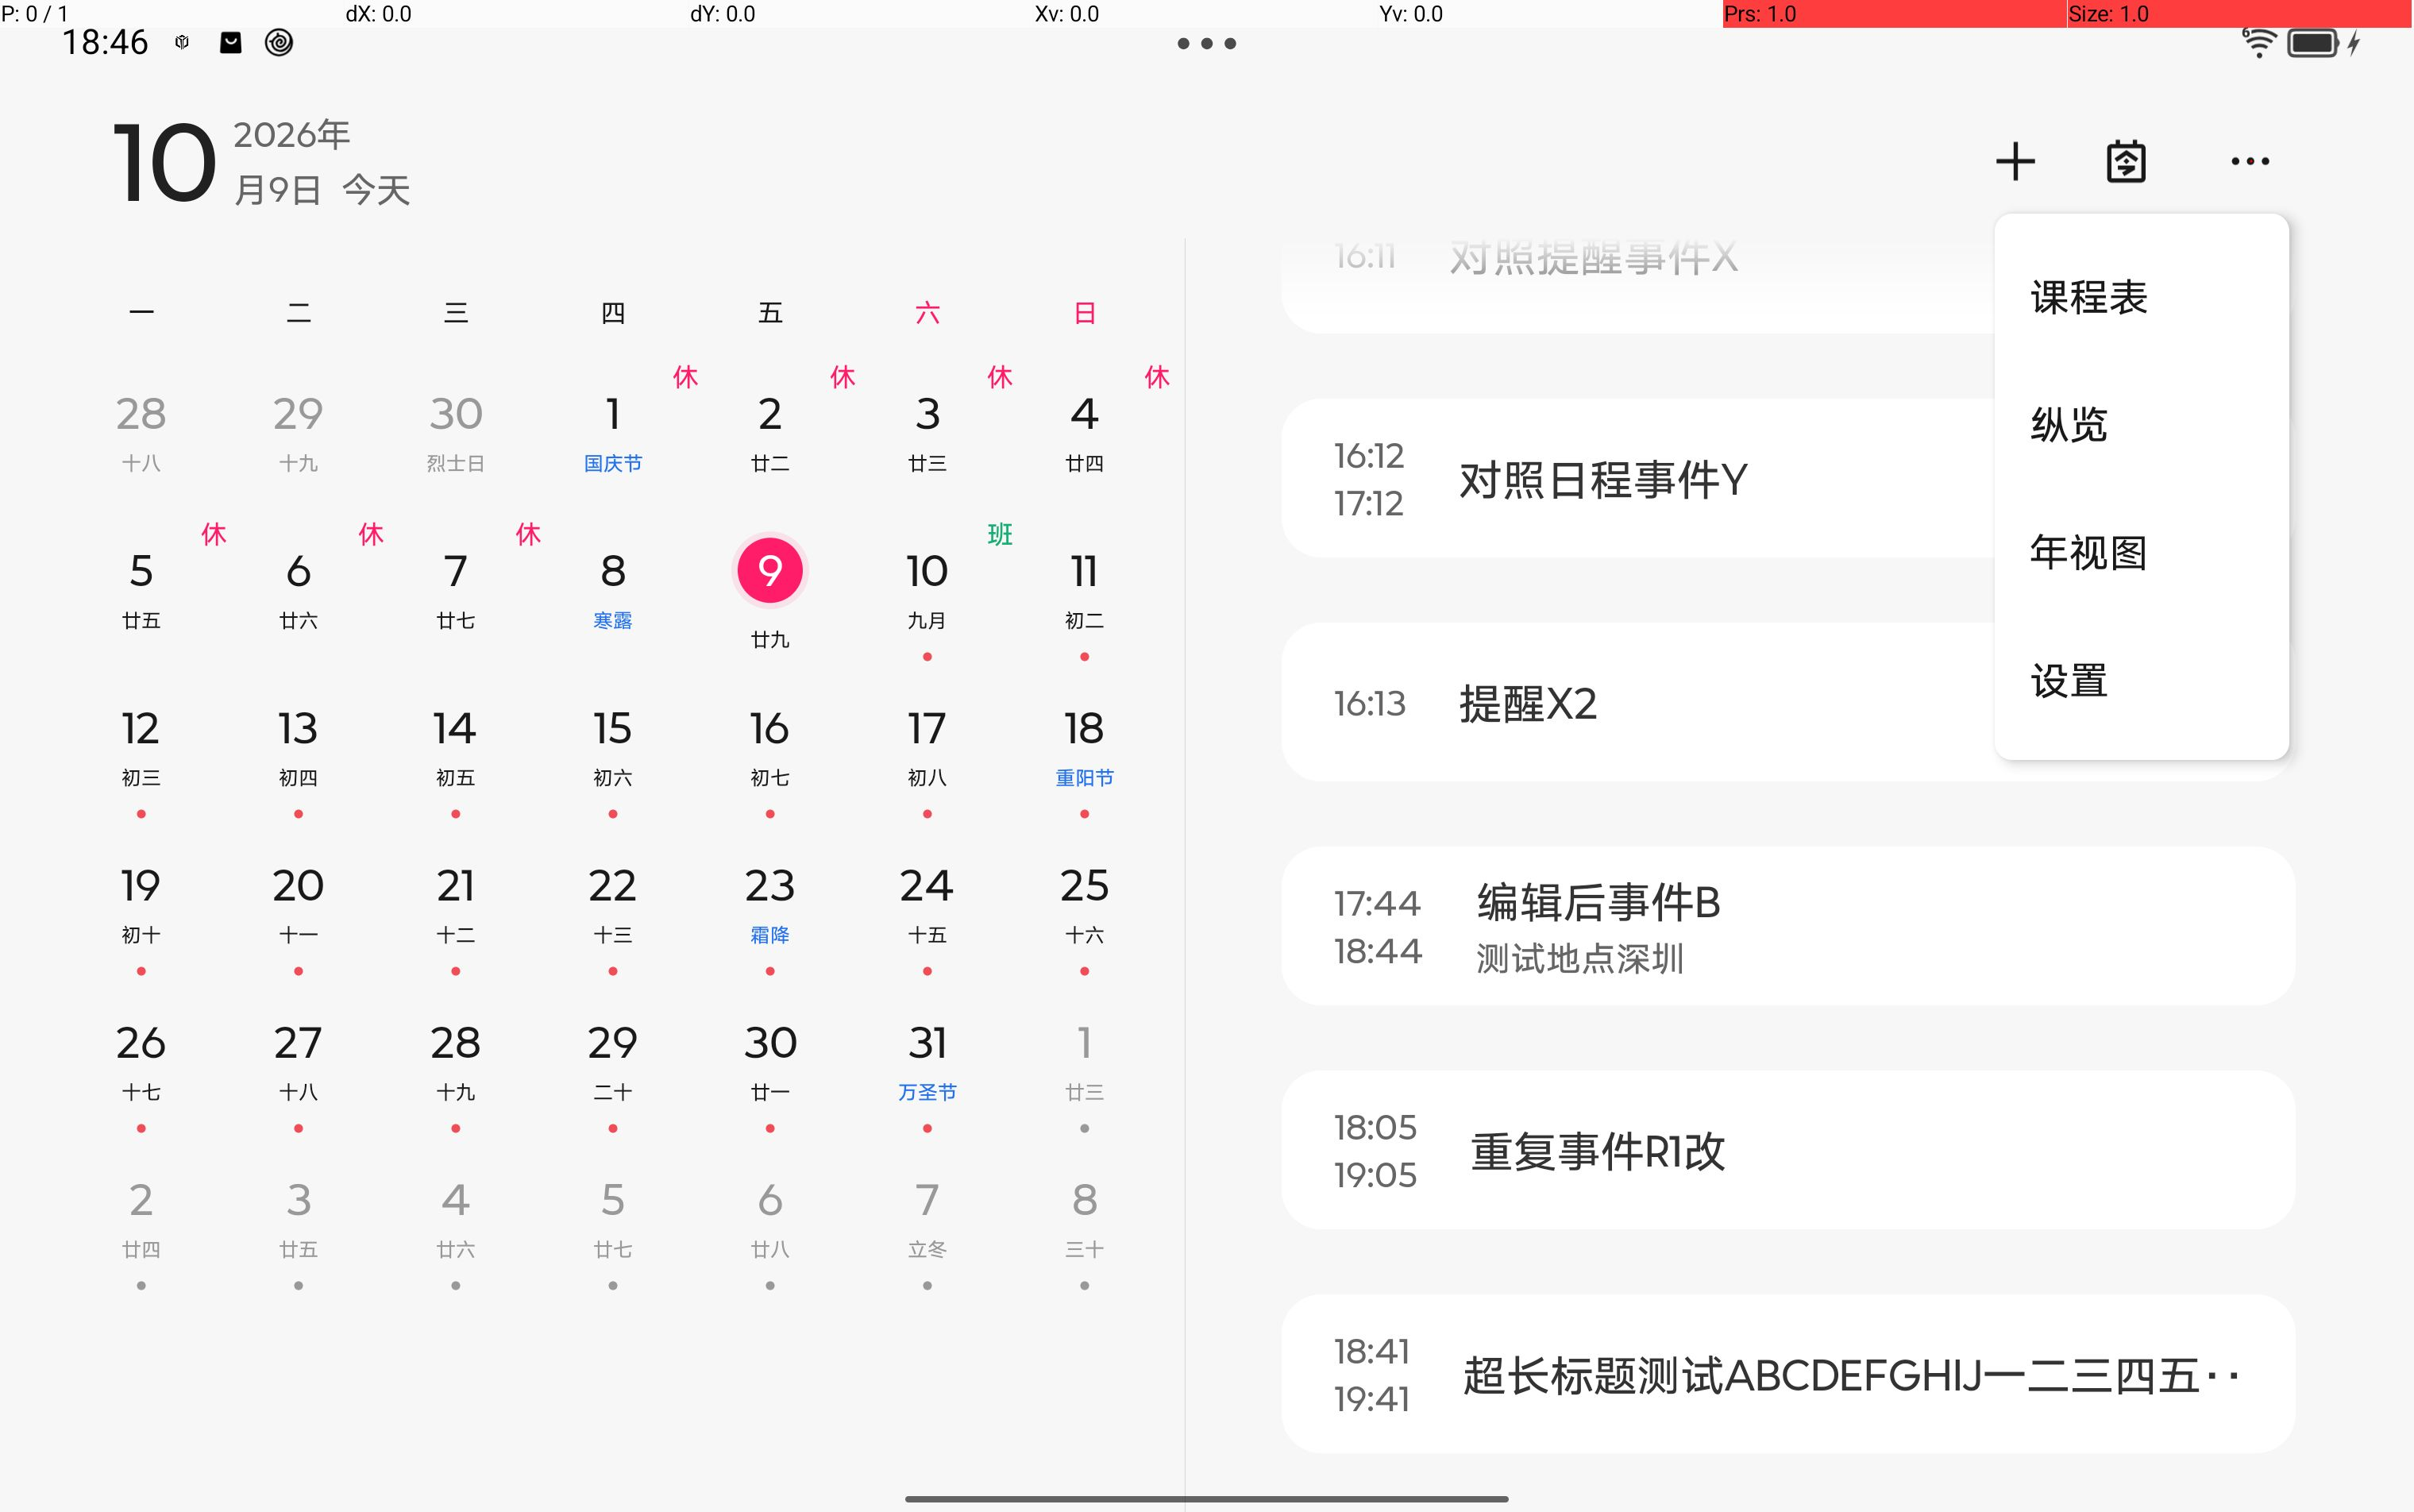 P: 0 / 1 dX: 0.0 dY: 0.0 Xv: 0.0 Yv: 0.0 Prs: 1.0 Size: 1.0
18:46
10 2026年
月9日 今天
一 二 三 四 五 六 日
休 休 休 休
28 29 30 1 2 3 4
十八 十九 烈士日 国庆节 廿二 廿三 廿四
休 休 休 班
5 6 7 8 9 10 11
廿五 廿六 廿七 寒露 廿九 九月 初二
12 13 14 15 16 17 18
初三 初四 初五 初六 初七 初八 重阳节
19 20 21 22 23 24 25
初十 十一 十二 十三 霜降 十五 十六
26 27 28 29 30 31 1
十七 十八 十九 二十 廿一 万圣节 廿三
2 3 4 5 6 7 8
廿四 廿五 廿六 廿七 廿八 立冬 三十
16:11 对照提醒事件X
16:12
17:12
对照日程事件Y
16:13 提醒X2
17:44
18:44
编辑后事件B
测试地点深圳
18:05
19:05
重复事件R1改
18:41
19:41
超长标题测试ABCDEFGHIJ一二三四五··
今
课程表
纵览
年视图
设置